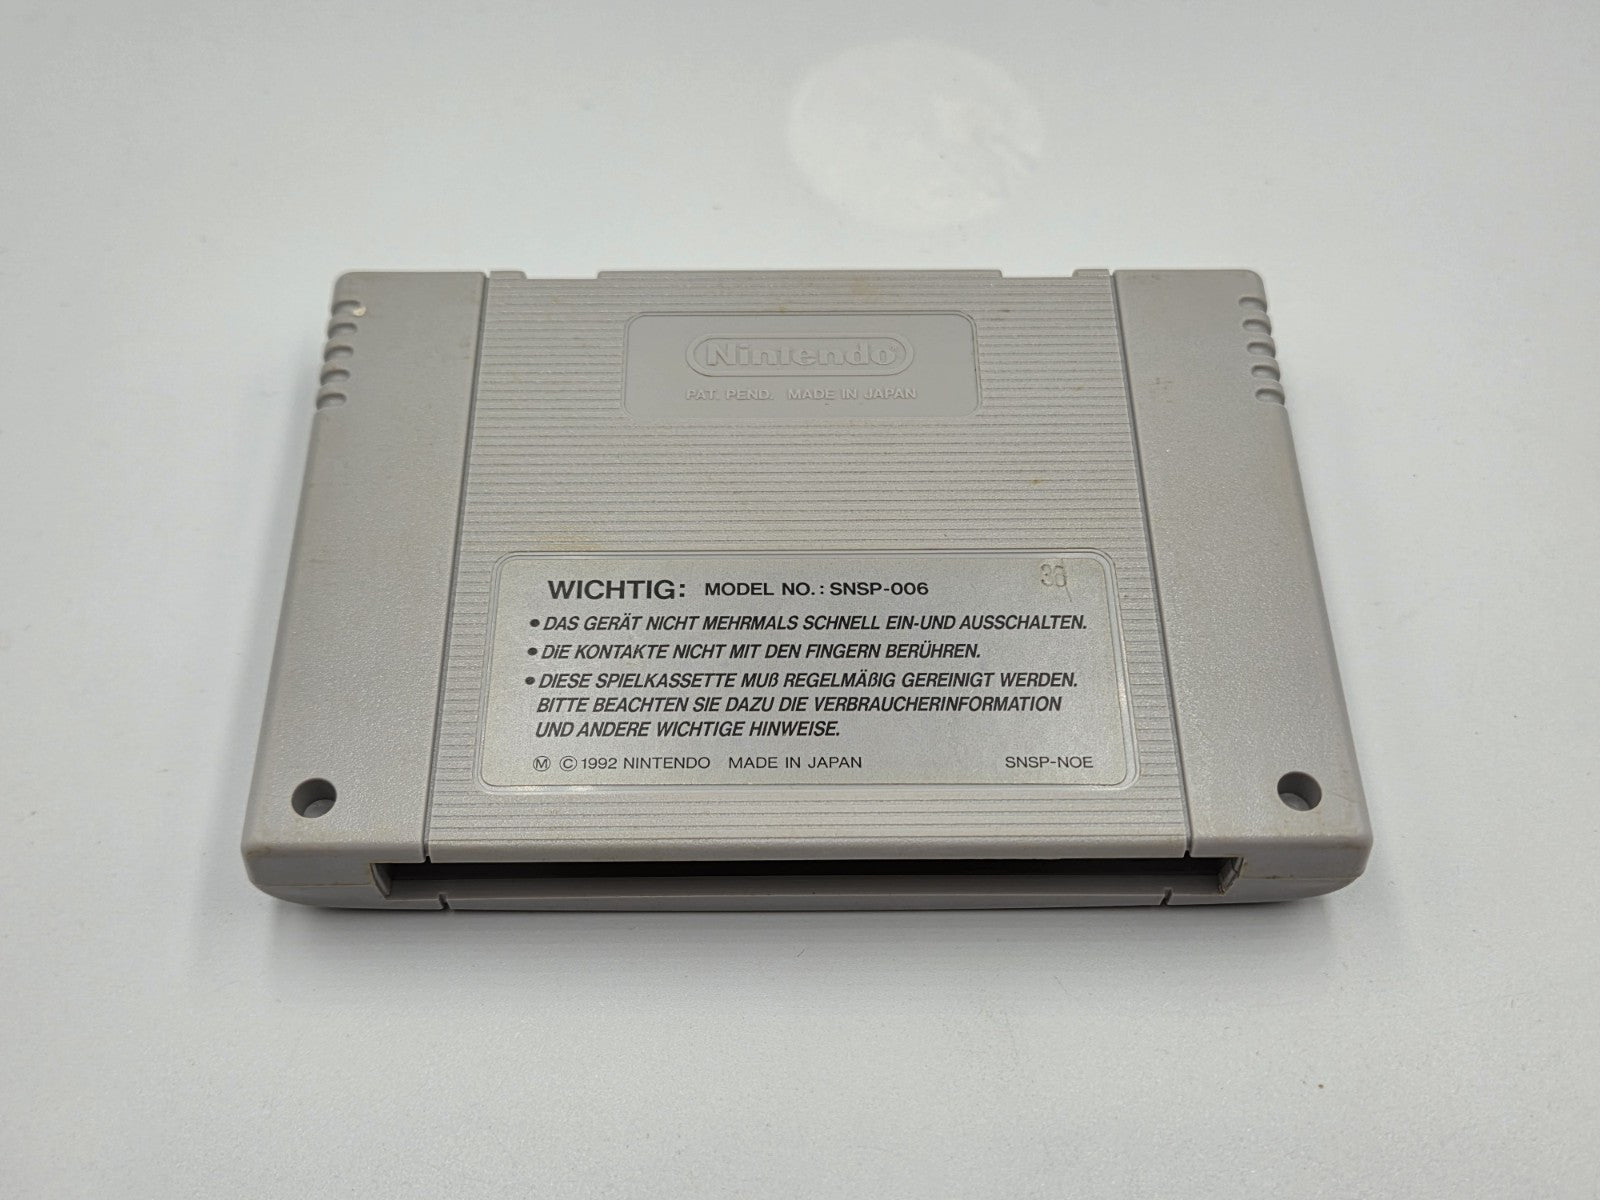 Nintendo
PAT. PEND. MADE IN JAPAN
WICHTIG: MODEL NO.: SNSP-006
30
• DAS GERÄT NICHT MEHRMALS SCHNELL EIN-UND AUSSCHALTEN.
• DIE KONTAKTE NICHT MIT DEN FINGERN BERÜHREN.
• DIESE SPIELKASSETTE MUß REGELMÄßIG GEREINIGT WERDEN.
BITTE BEACHTEN SIE DAZU DIE VERBRAUCHERINFORMATION
UND ANDERE WICHTIGE HINWEISE.
Ⓜ © 1992 NINTENDO MADE IN JAPAN SNSP-NOE